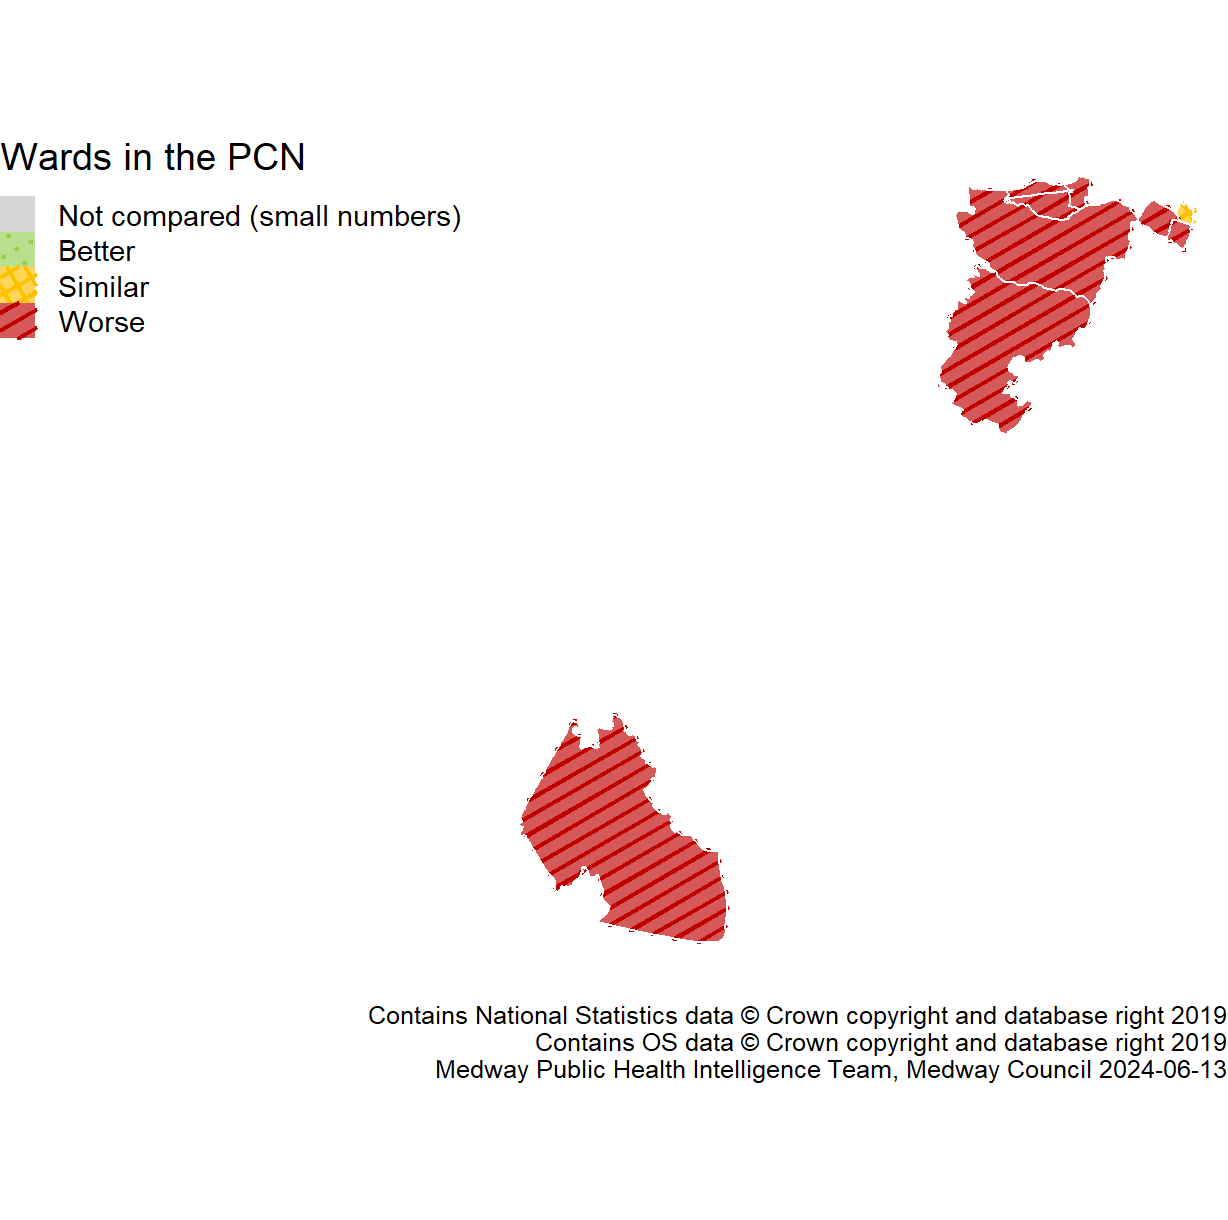 Wards in the PCN
Not compared (small numbers)
Better
Similar
Worse
Contains National Statistics data © Crown copyright and database right 2019
Contains OS data © Crown copyright and database right 2019
Medway Public Health Intelligence Team, Medway Council 2024-06-13